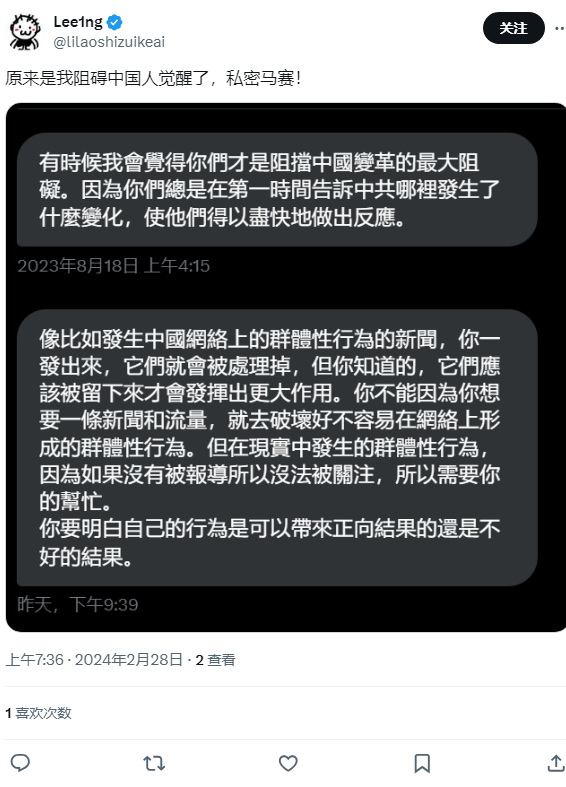 Lee1ng
@lilaoshizuikeai
关注
原来是我阻碍中国人觉醒了，私密马赛！
有時候我會覺得你們才是阻擋中國變革的最大阻
礙。因為你們總是在第一時間告訴中共哪裡發生了
什麼變化，使他們得以盡快地做出反應。
2023年8月18日 上午4:15
像比如發生中國網絡上的群體性行為的新聞，你一
發出來，它們就會被處理掉，但你知道的，它們應
該被留下來才會發揮出更大作用。你不能因為你想
要一條新聞和流量，就去破壞好不容易在網絡上形
成的群體性行為。但在現實中發生的群體性行為，
因為如果沒有被報導所以沒法被關注，所以需要你
的幫忙。
你要明白自己的行為是可以帶來正向結果的還是不
好的結果。
昨天，下午9:39
上午7:36 · 2024年2月28日 · 2 查看
1 喜欢次数